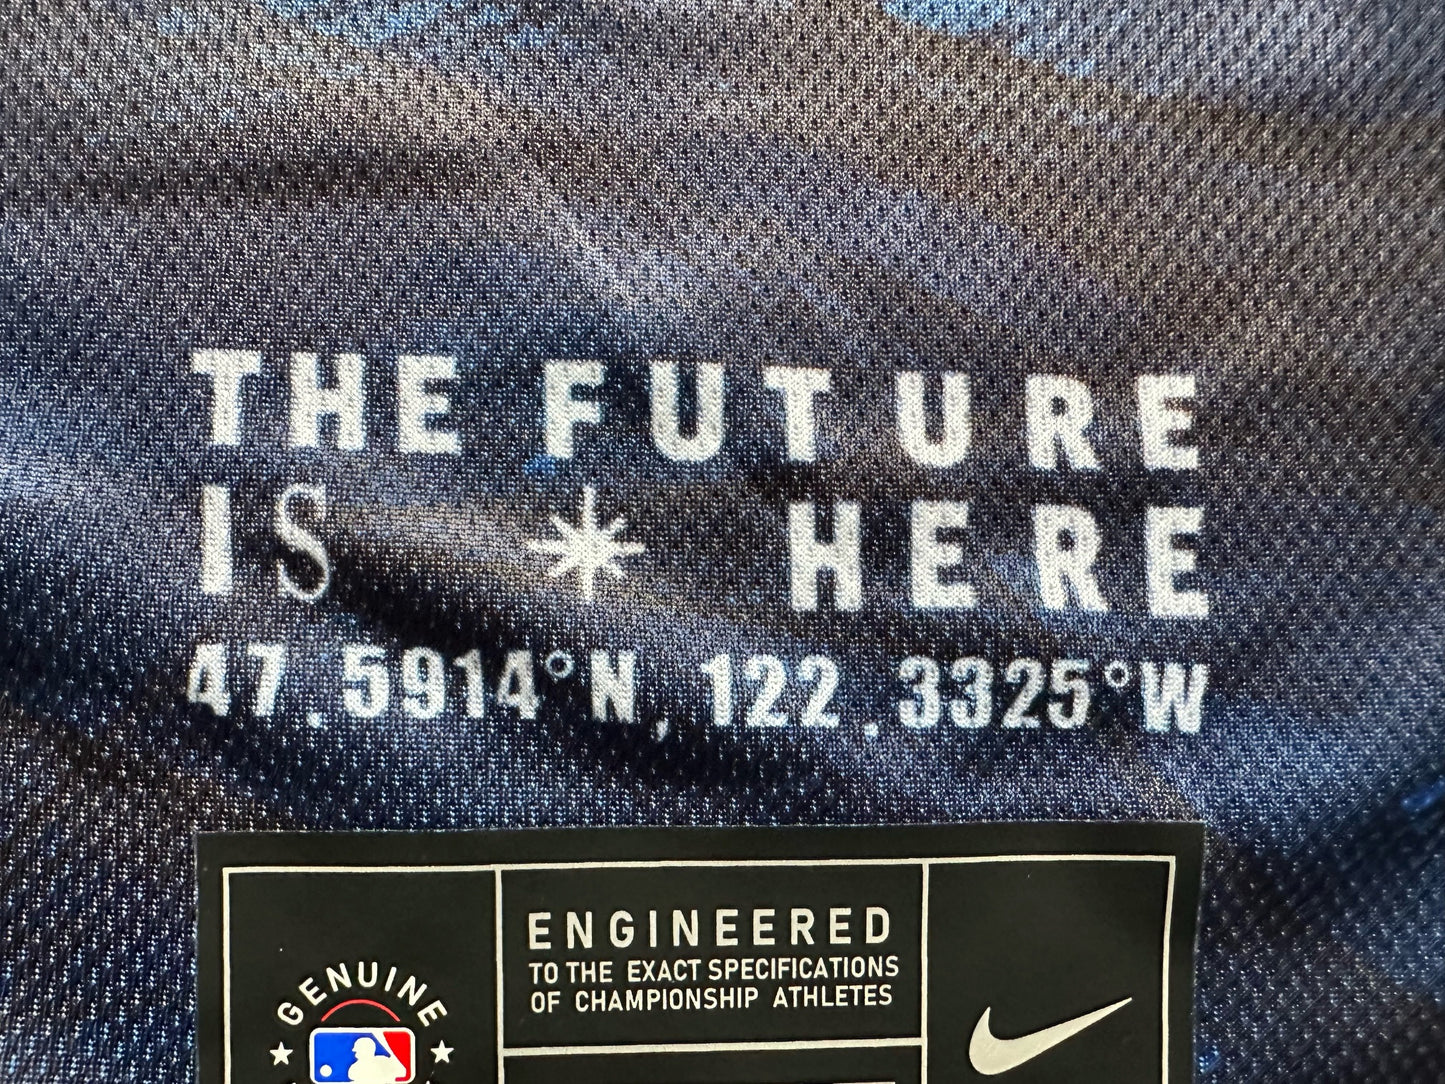 THE FUTURE
IS * HERE
47.5914°N, 122.3325°W
ENGINEERED
TO THE EXACT SPECIFICATIONS
OF CHAMPIONSHIP ATHLETES
GENUINE